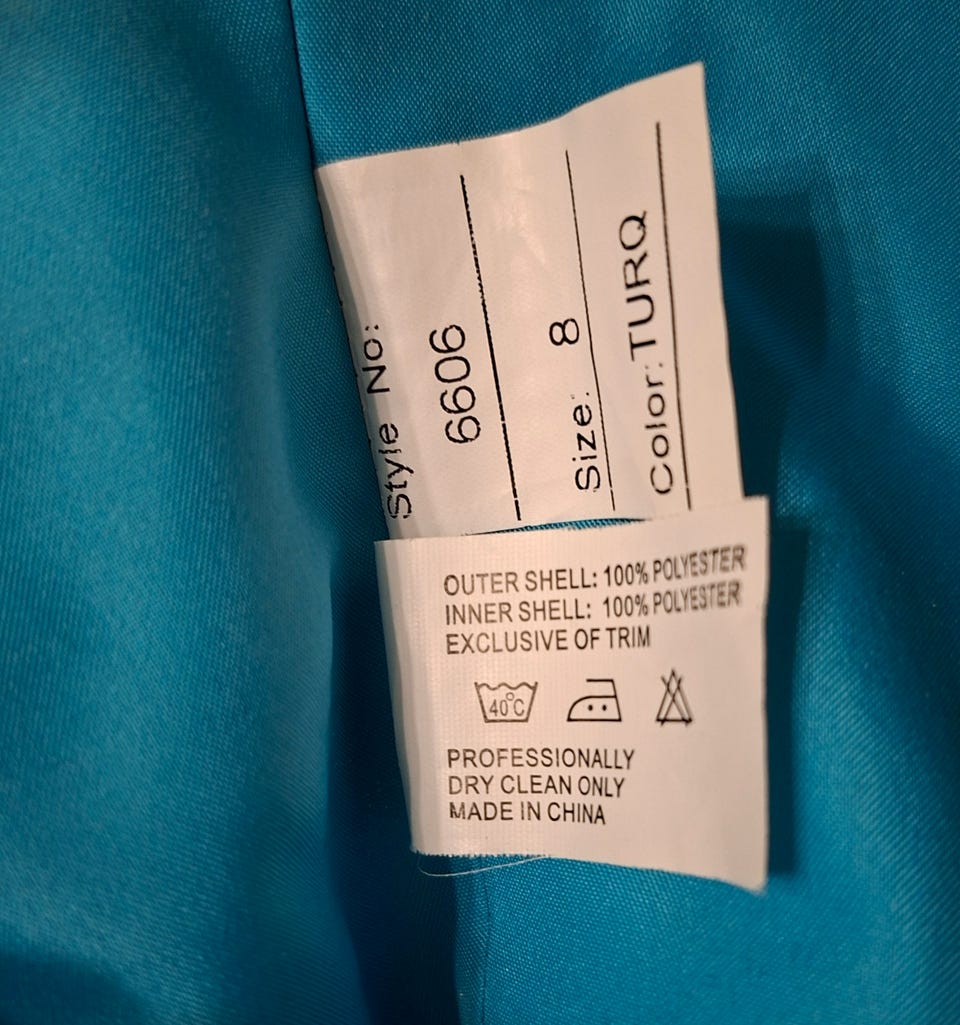 Style No:
6606
Size: 8
Color: TURQ
OUTER SHELL: 100% POLYESTER
INNER SHELL: 100% POLYESTER
EXCLUSIVE OF TRIM
40°C
PROFESSIONALLY
DRY CLEAN ONLY
MADE IN CHINA